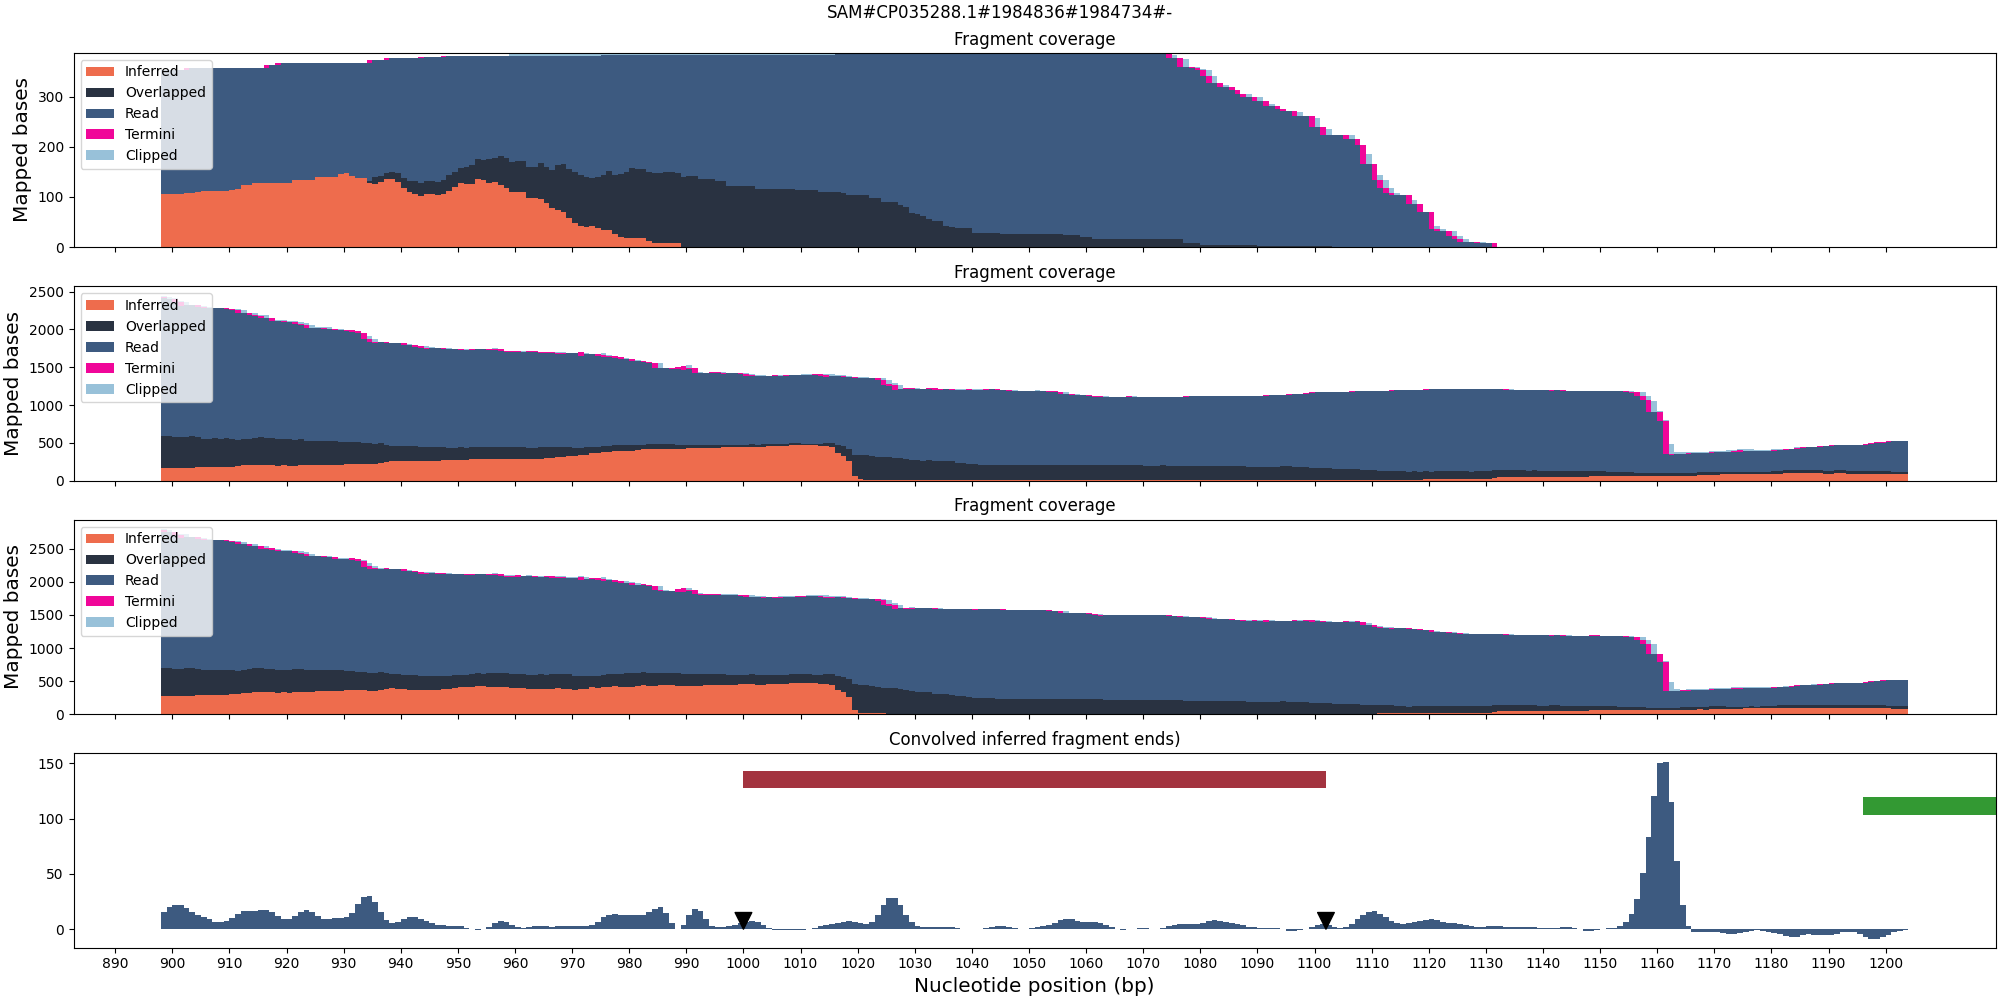 SAM#CP035288.1#1984836#1984734#-
Fragment coverage
Mapped bases
300
200
100
0
Inferred
Overlapped
Read
Termini
Clipped
Fragment coverage
Mapped bases
2500
2000
1500
1000
500
0
Inferred
Overlapped
Read
Termini
Clipped
Fragment coverage
Mapped bases
2500
2000
1500
1000
500
0
Inferred
Overlapped
Read
Termini
Clipped
Convolved inferred fragment ends)
150
100
50
0
890 900 910 920 930 940 950 960 970 980 990 1000 1010 1020 1030 1040 1050 1060 1070 1080 1090 1100 1110 1120 1130 1140 1150 1160 1170 1180 1190 1200
Nucleotide position (bp)